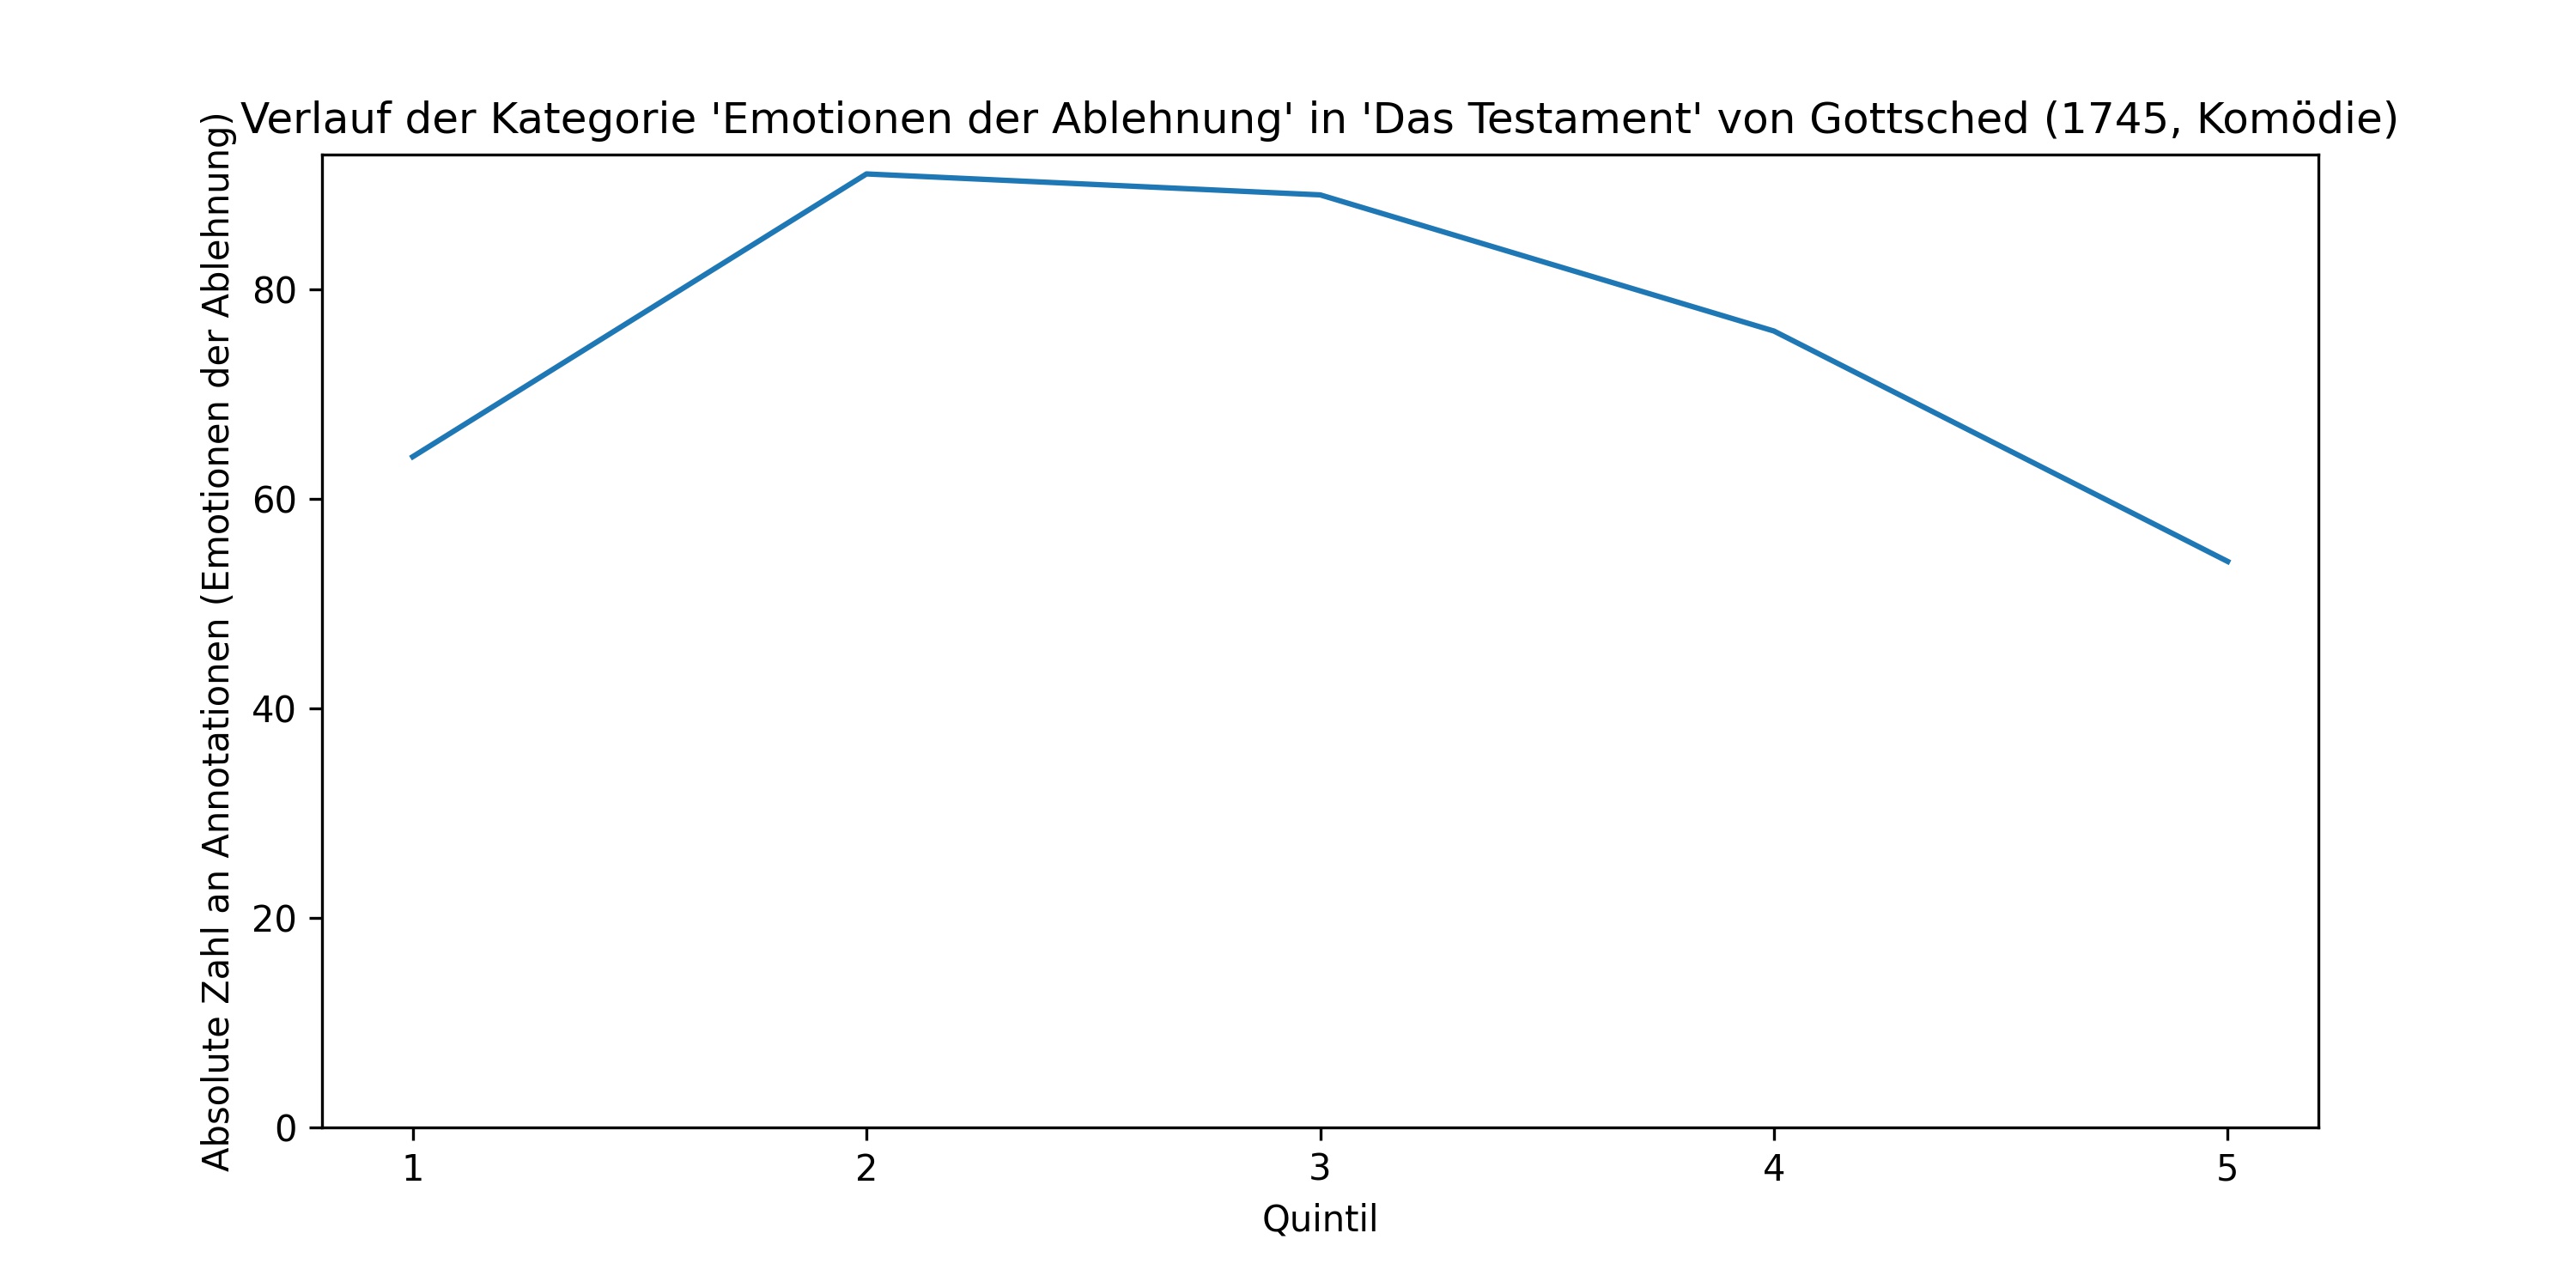 Verlauf der Kategorie 'Emotionen der Ablehnung' in 'Das Testament' von Gottsched (1745, Komödie)
Absolute Zahl an Annotationen (Emotionen der Ablehnung)
80
60
40
20
0
1 2 3 4 5
Quintil